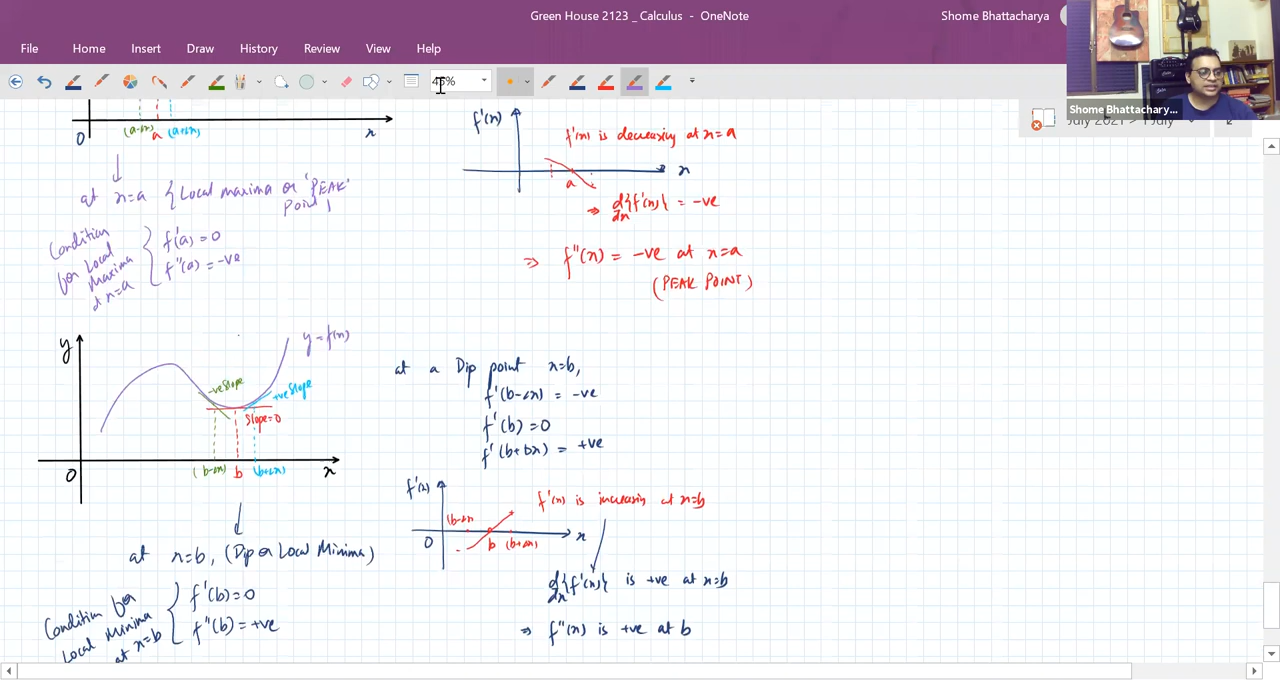 Green House 2123 _ Calculus - OneNote
Shome Bhattacharya
File Home Insert Draw History Review View Help
Shome Bhattachary...
0 (a-Δx) a (a+Δx) x
at x=a { Local maxima or 'PEAK' Point }
Condition for Local Maxima at x=a { f'(a) = 0
f"(a) = -ve
f'(x)
f'(x) is decreasing at x=a
a x
⇒ d/dx {f'(x)} = -ve
⇒ f"(x) = -ve at x=a
(PEAK POINT)
y
y = f(x)
-ve slope
+ve slope
Slope=0
0 (b-Δx) b (b+Δx) x
at x=b, (Dip or Local Minima)
Condition for Local Minima at x=b { f'(b) = 0
f"(b) = +ve
at a Dip point x=b,
f'(b-Δx) = -ve
f'(b) = 0
f'(b+Δx) = +ve
f'(x)
f'(x) is increasing at x=b
(b-Δx
0 b (b+Δx) x
d/dx {f'(x)} is +ve at x=b
⇒ f"(x) is +ve at b